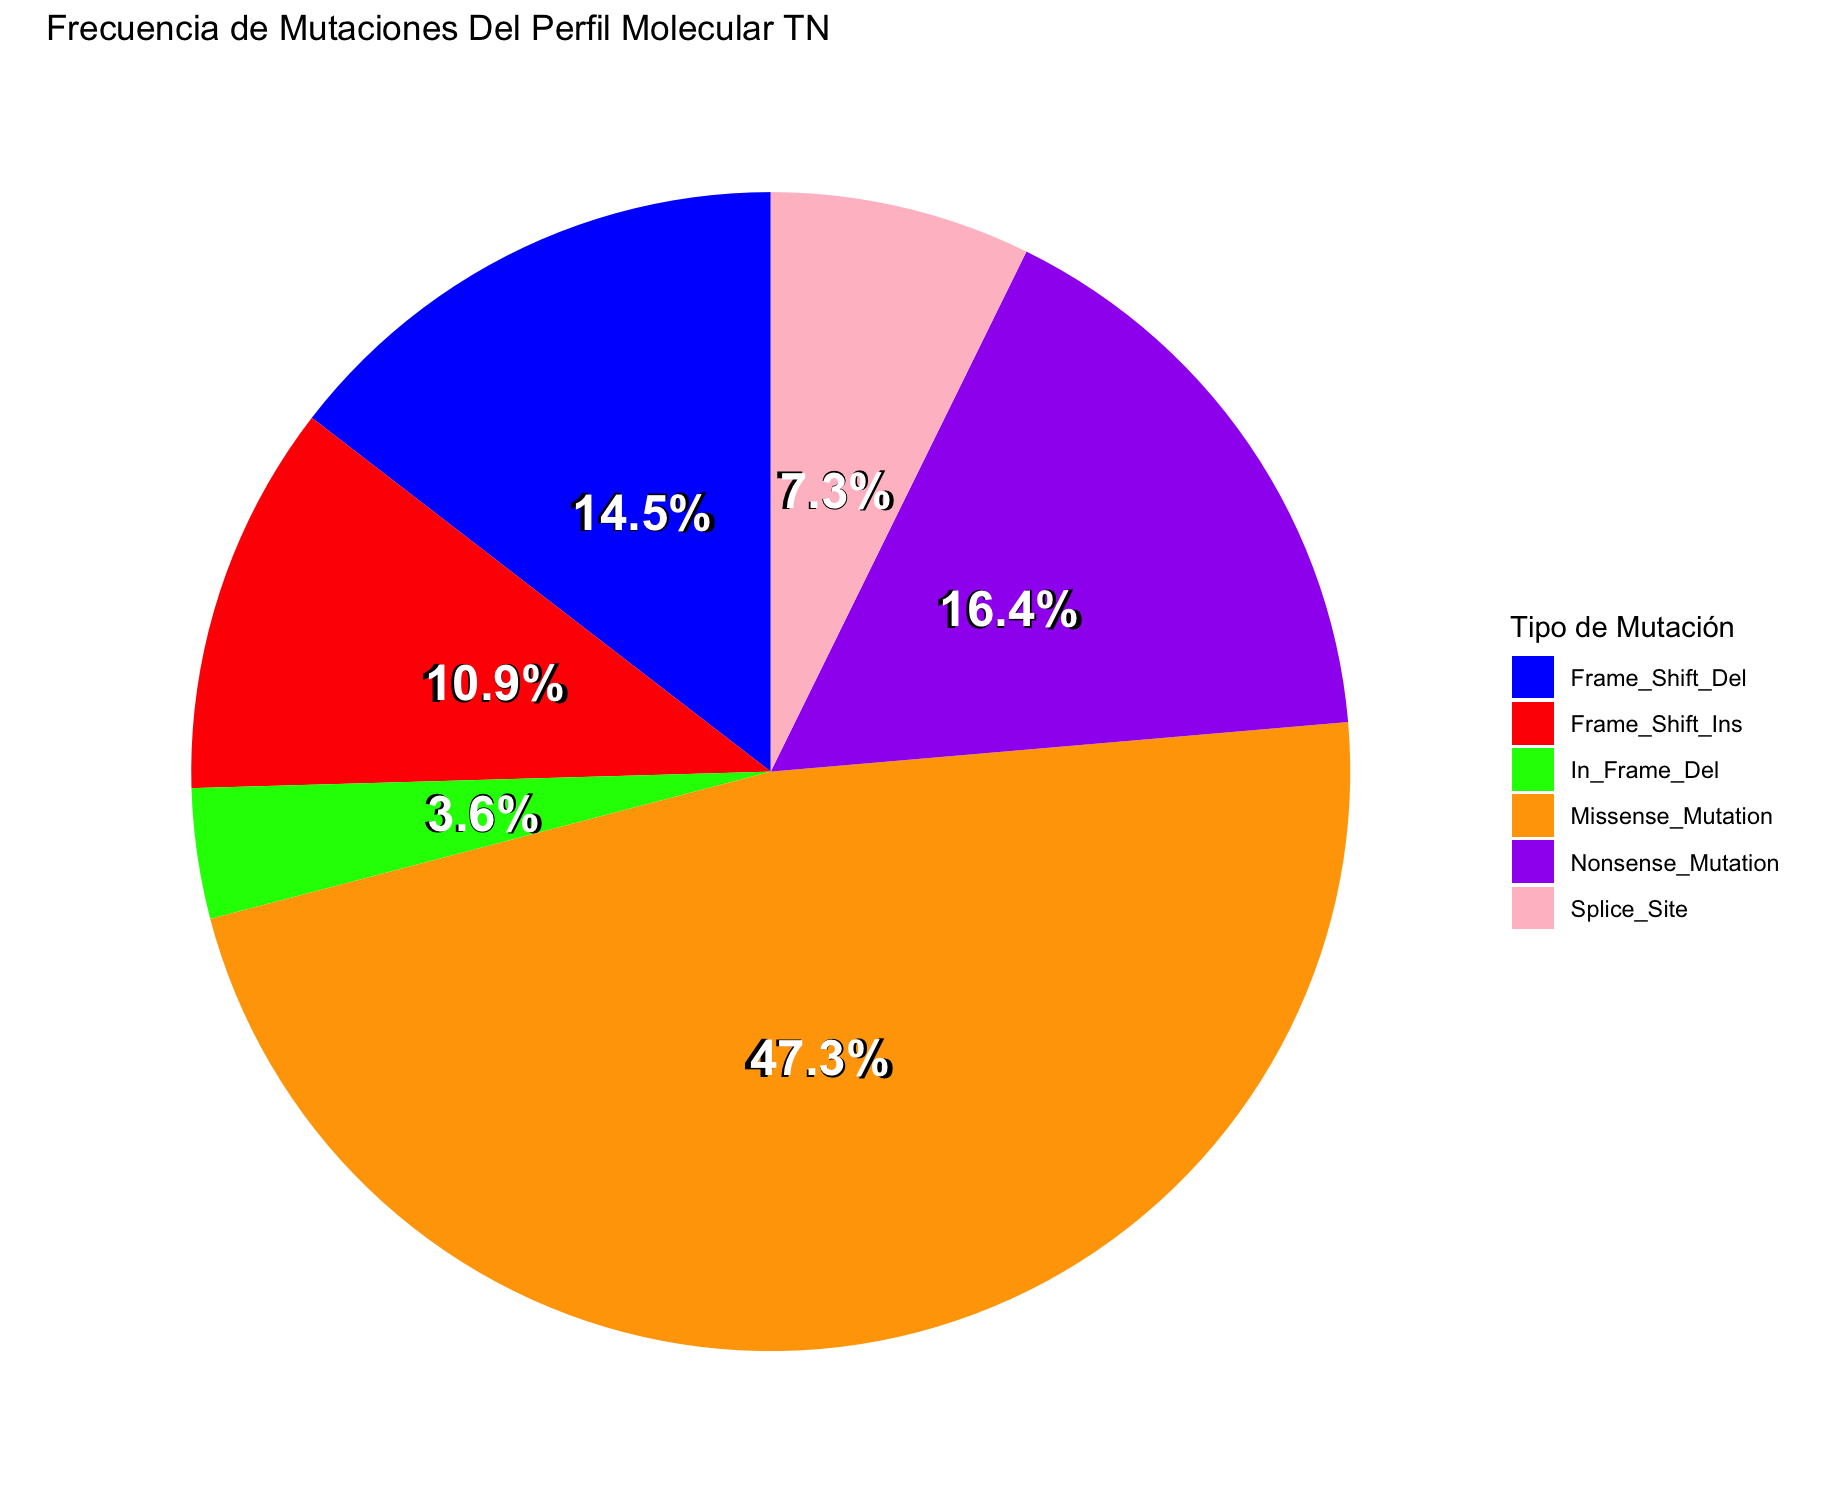 Frecuencia de Mutaciones Del Perfil Molecular TN
7.3%
14.5%
16.4%
10.9%
3.6%
47.3%
Tipo de Mutación
Frame_Shift_Del
Frame_Shift_Ins
In_Frame_Del
Missense_Mutation
Nonsense_Mutation
Splice_Site